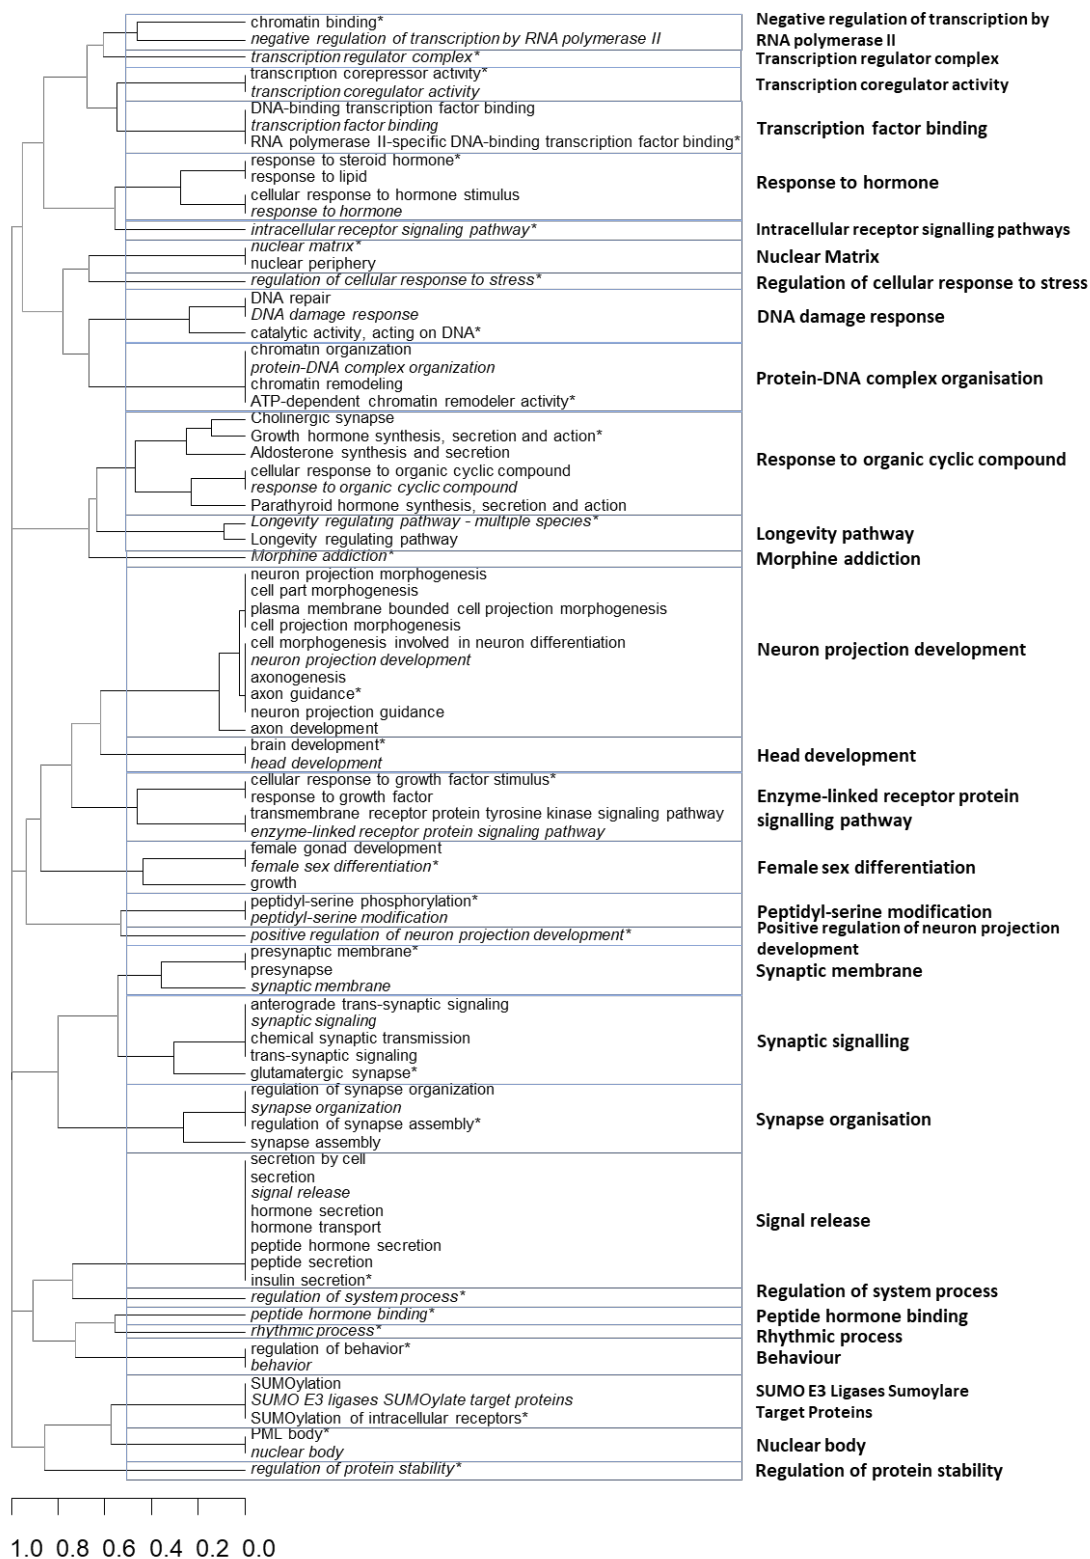 chromatin binding*
negative regulation of transcription by RNA polymerase II
Negative regulation of transcription by
RNA polymerase II
transcription regulator complex*
Transcription regulator complex
transcription corepressor activity*
transcription coregulator activity
Transcription coregulator activity
DNA-binding transcription factor binding
transcription factor binding
RNA polymerase II-specific DNA-binding transcription factor binding*
Transcription factor binding
response to steroid hormone*
response to lipid
cellular response to hormone stimulus
response to hormone
Response to hormone
intracellular receptor signaling pathway*
Intracellular receptor signalling pathways
nuclear matrix*
nuclear periphery
Nuclear Matrix
regulation of cellular response to stress*
Regulation of cellular response to stress
DNA repair
DNA damage response
catalytic activity, acting on DNA*
DNA damage response
chromatin organization
protein-DNA complex organization
chromatin remodeling
ATP-dependent chromatin remodeler activity*
Protein-DNA complex organisation
Cholinergic synapse
Growth hormone synthesis, secretion and action*
Aldosterone synthesis and secretion
cellular response to organic cyclic compound
response to organic cyclic compound
Parathyroid hormone synthesis, secretion and action
Response to organic cyclic compound
Longevity regulating pathway - multiple species*
Longevity regulating pathway
Longevity pathway
Morphine addiction*
Morphine addiction
neuron projection morphogenesis
cell part morphogenesis
plasma membrane bounded cell projection morphogenesis
cell projection morphogenesis
cell morphogenesis involved in neuron differentiation
neuron projection development
axonogenesis
axon guidance*
neuron projection guidance
axon development
Neuron projection development
brain development*
head development
Head development
cellular response to growth factor stimulus*
response to growth factor
transmembrane receptor protein tyrosine kinase signaling pathway
enzyme-linked receptor protein signaling pathway
Enzyme-linked receptor protein
signalling pathway
female gonad development
female sex differentiation*
growth
Female sex differentiation
peptidyl-serine phosphorylation*
peptidyl-serine modification
Peptidyl-serine modification
positive regulation of neuron projection development*
Positive regulation of neuron projection
development
presynaptic membrane*
presynapse
synaptic membrane
Synaptic membrane
anterograde trans-synaptic signaling
synaptic signaling
chemical synaptic transmission
trans-synaptic signaling
glutamatergic synapse*
Synaptic signalling
regulation of synapse organization
synapse organization
regulation of synapse assembly*
synapse assembly
Synapse organisation
secretion by cell
secretion
signal release
hormone secretion
hormone transport
peptide hormone secretion
peptide secretion
insulin secretion*
Signal release
regulation of system process*
Regulation of system process
peptide hormone binding*
Peptide hormone binding
rhythmic process*
Rhythmic process
regulation of behavior*
behavior
Behaviour
SUMOylation
SUMO E3 ligases SUMOylate target proteins
SUMOylation of intracellular receptors*
SUMO E3 Ligases Sumoylare
Target Proteins
PML body*
nuclear body
Nuclear body
regulation of protein stability*
Regulation of protein stability
1.0 0.8 0.6 0.4 0.2 0.0